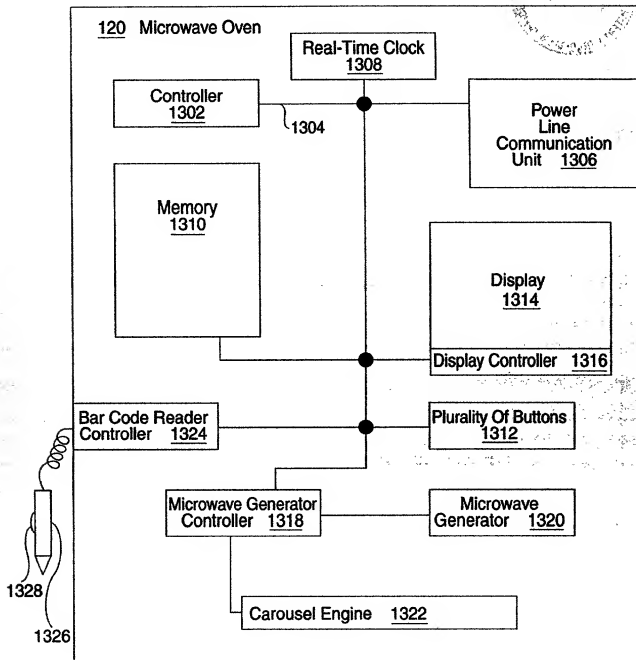 120 Microwave Oven
Real-Time Clock
1308
Controller
1302
1304
Power
Line
Communication
Unit 1306
Memory
1310
Display
1314
Display Controller 1316
Bar Code Reader
Controller 1324
Plurality Of Buttons
1312
Microwave Generator
Controller 1318
Microwave
Generator 1320
1328
1326
Carousel Engine 1322